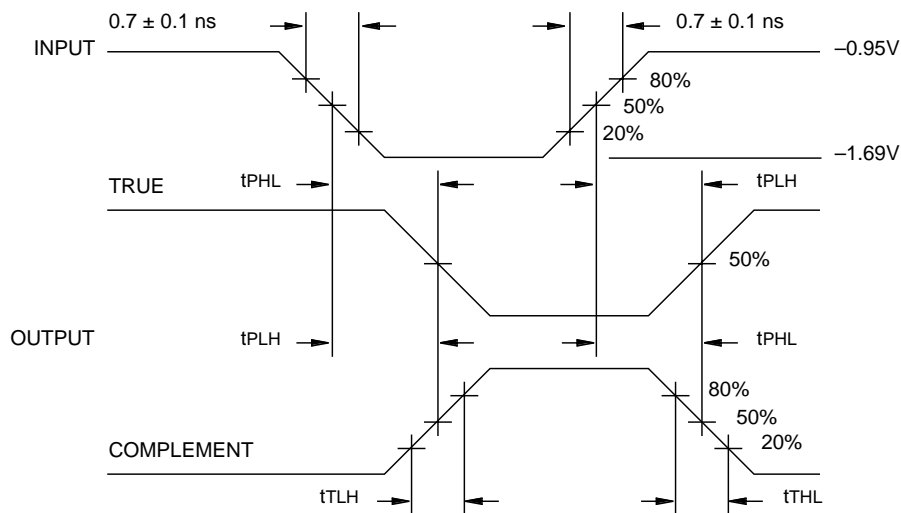 0.7 ± 0.1 ns 0.7 ± 0.1 ns
INPUT –0.95V
80%
50%
20%
–1.69V
tPHL tPLH
TRUE
50%
OUTPUT
tPLH tPHL
80%
50%
COMPLEMENT 20%
tTLH tTHL